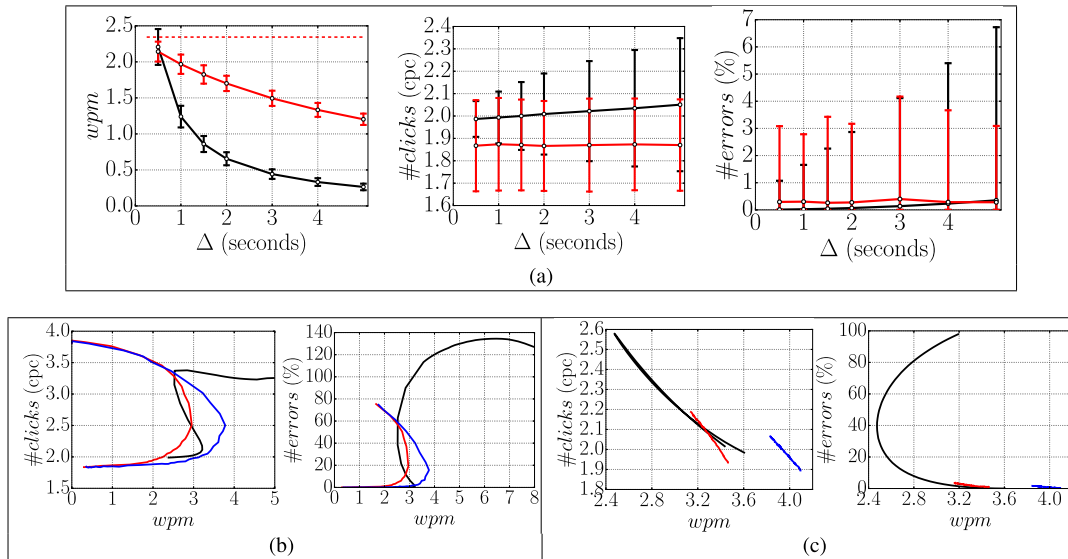 2.5
2.0
1.5
1.0
0.5
0.0
wpm
1 2 3 4
Δ (seconds)
2.4
2.3
2.2
2.1
2.0
1.9
1.8
1.7
1.6
#clicks (cpc)
0 1 2 3 4
Δ (seconds)
7
6
5
4
3
2
1
0
#errors (%)
0 1 2 3 4
Δ (seconds)
(a)
4.0
3.5
3.0
2.5
2.0
1.5
#clicks (cpc)
0 1 2 3 4 5
wpm
140
120
100
80
60
40
20
0
#errors (%)
0 1 2 3 4 5 6 7 8
wpm
(b)
2.6
2.5
2.4
2.3
2.2
2.1
2.0
1.9
1.8
#clicks (cpc)
2.4 2.8 3.2 3.6 4.0
wpm
100
80
60
40
20
0
#errors (%)
2.4 2.8 3.2 3.6 4.0
wpm
(c)